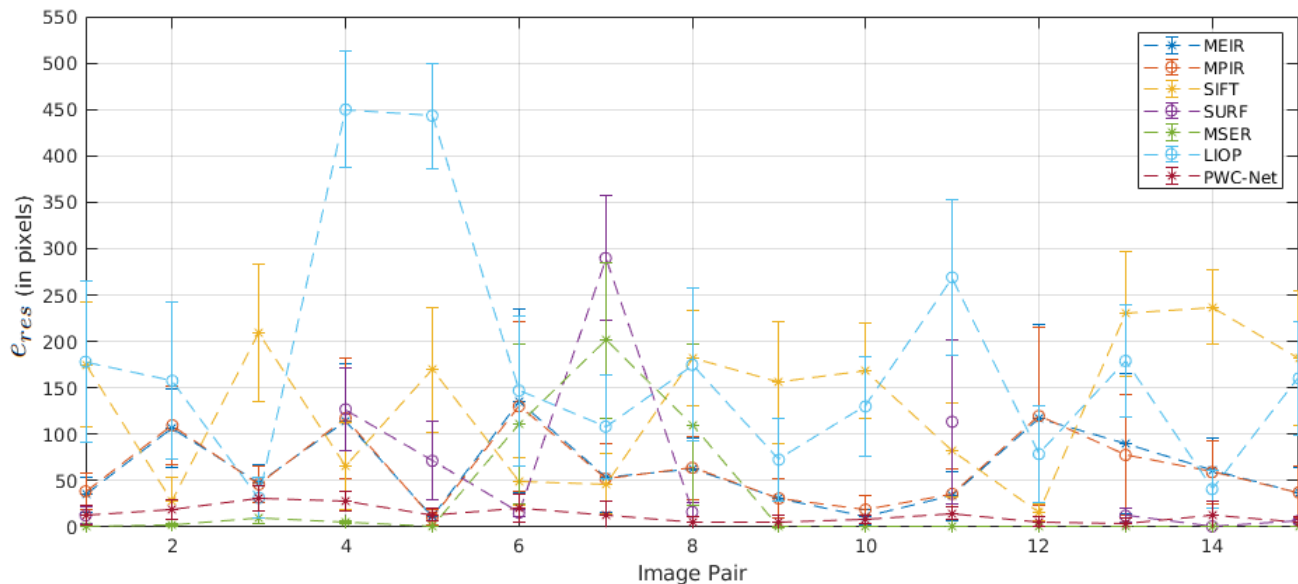 550
500
450
400
350
300
250
200
150
100
50
0
e_res (in pixels)
2 4 6 8 10 12 14
Image Pair
MEIR
MPIR
SIFT
SURF
MSER
LIOP
PWC-Net